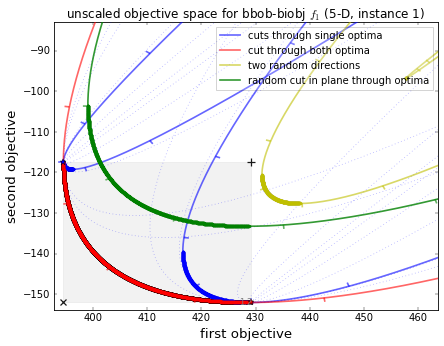 unscaled objective space for bbob-biobj f₁ (5-D, instance 1)
cuts through single optima
cut through both optima
two random directions
random cut in plane through optima
second objective
−90
−100
−110
−120
−130
−140
−150
400 410 420 430 440 450 460
first objective